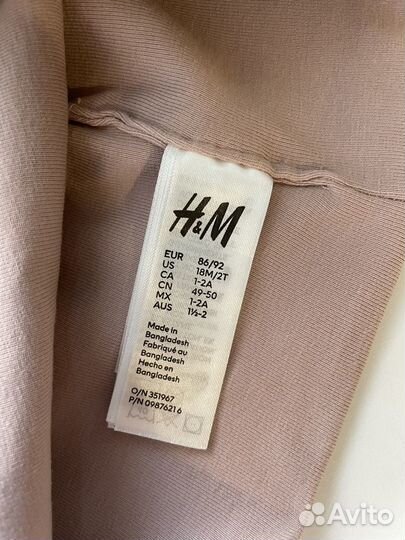 H&M
EUR 86/92
US 18M/2T
CA 1-2A
CN 49-50
MX 1-2A
AUS 1½-2
Made in
Bangladesh
Fabriqué au
Bangladesh
Hecho en
Bangladesh
O/N 351967
P/N 09876216
Avito